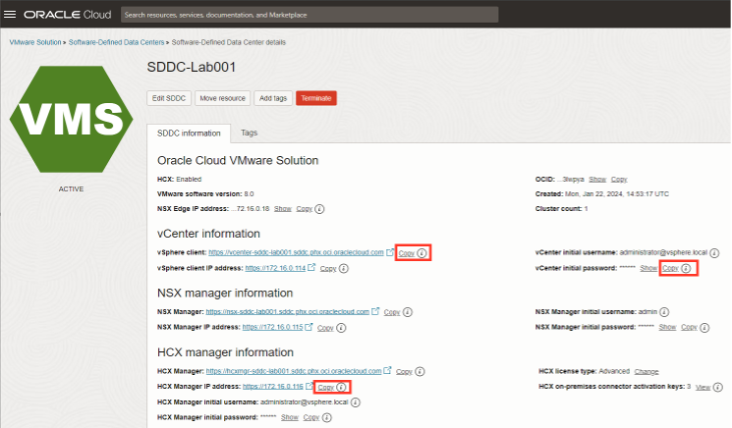 ORACLE Cloud Search resources, services, documentation, and Marketplace
VMware Solution » Software-Defined Data Centers » Software-Defined Data Center details
VMS
ACTIVE
SDDC-Lab001
Edit SDDC Move resource Add tags Terminate
SDDC information Tags
Oracle Cloud VMware Solution
HCX: Enabled
VMware software version: 8.0
NSX Edge IP address: ...72.16.0.18 Show Copy
OCID: ...3iwpya Show Copy
Created: Mon, Jan 22, 2024, 14:53:17 UTC
Cluster count: 1
vCenter information
vSphere client: https://vcenter-sddc-lab001.sddc.phx.oci.oraclecloud.com Copy
vSphere client IP address: https://172.16.0.114 Copy
vCenter initial username: administrator@vsphere.local
vCenter initial password: ****** Show Copy
NSX manager information
NSX Manager: https://nsx-sddc-lab001.sddc.phx.oci.oraclecloud.com Copy
NSX Manager IP address: https://172.16.0.115 Copy
NSX Manager initial username: admin
NSX Manager initial password: ****** Show Copy
HCX manager information
HCX Manager: https://hcxmgr-sddc-lab001.sddc.phx.oci.oraclecloud.com Copy
HCX Manager IP address: https://172.16.0.116 Copy
HCX Manager initial username: administrator@vsphere.local
HCX Manager initial password: ****** Show Copy
HCX license type: Advanced Change
HCX on-premises connector activation keys: 3 View